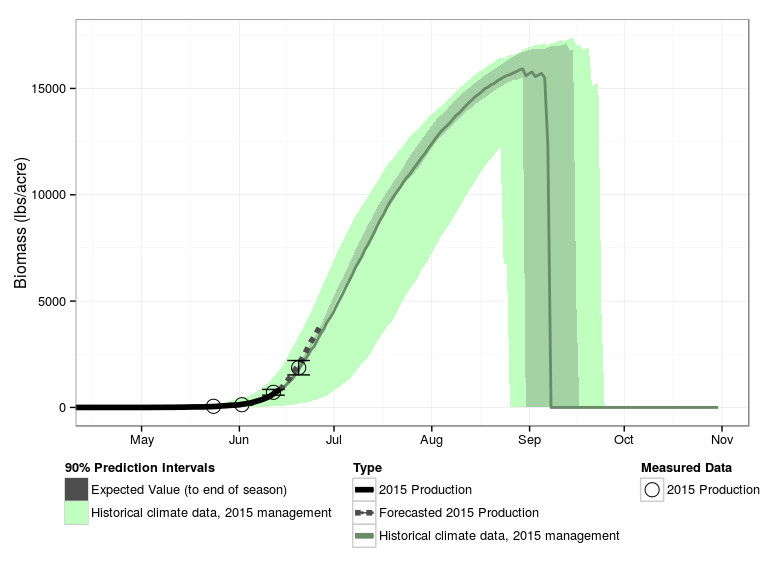 15000
10000
5000
0
Biomass (lbs/acre)
May Jun Jul Aug Sep Oct Nov
90% Prediction Intervals Type Measured Data
Expected Value (to end of season) 2015 Production 2015 Production
Historical climate data, 2015 management Forecasted 2015 Production
Historical climate data, 2015 management